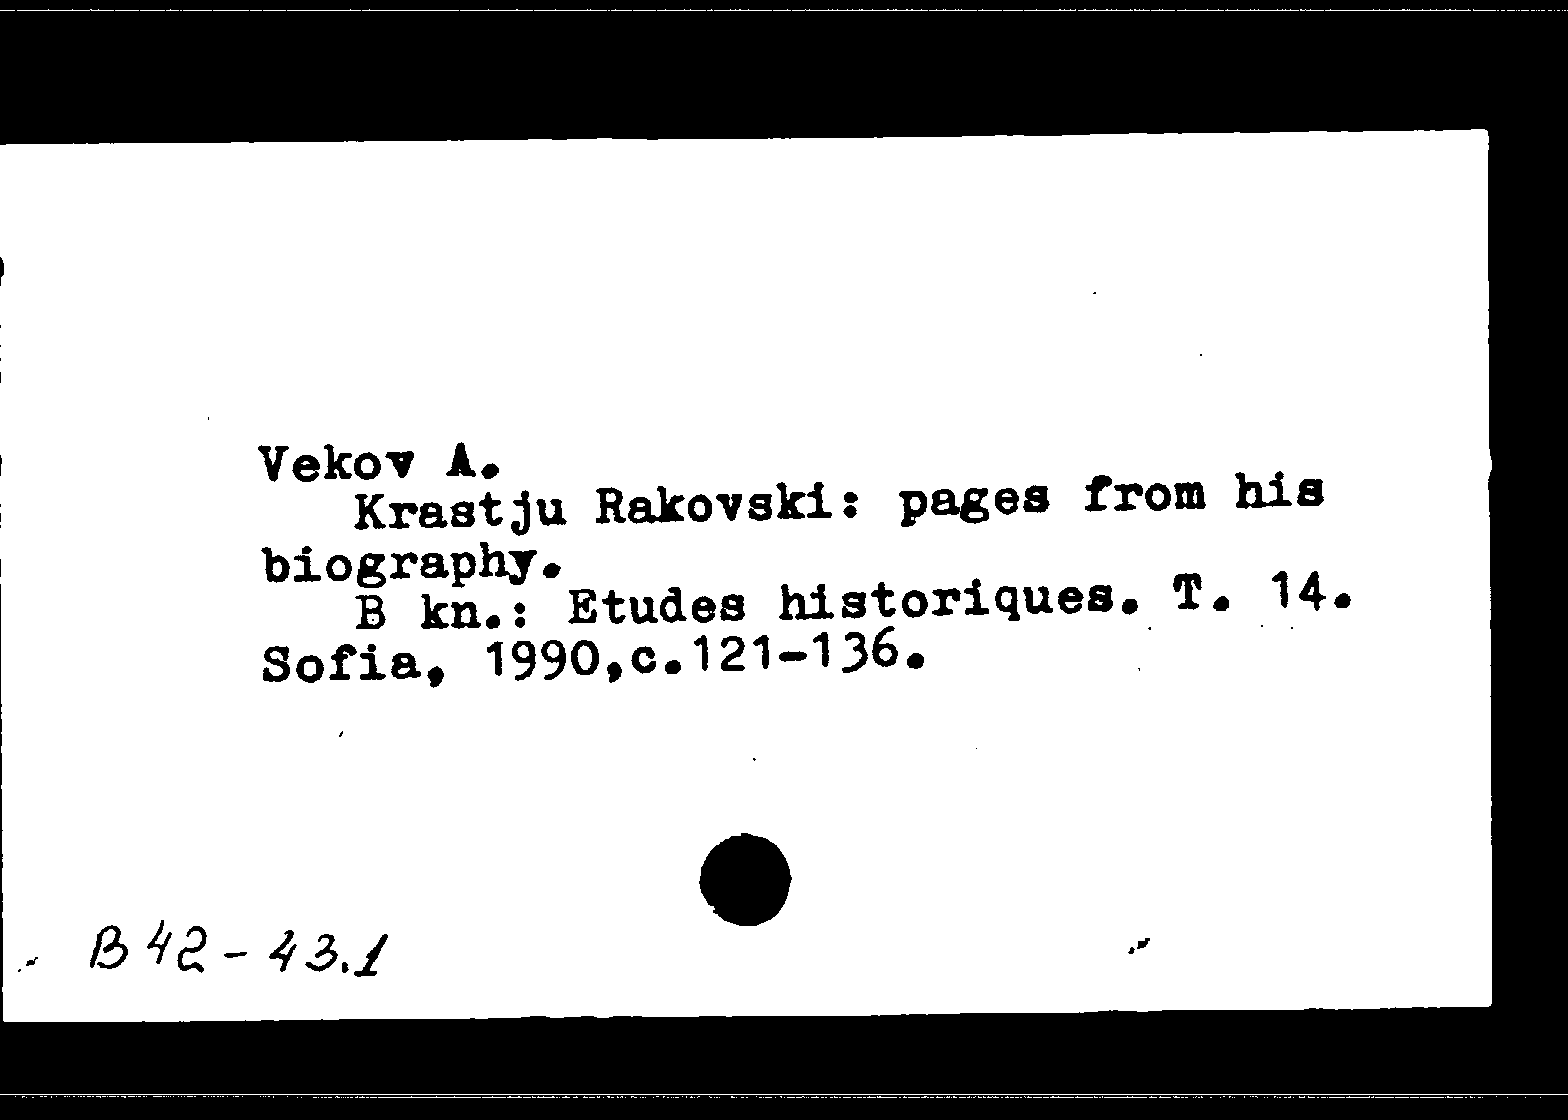 Vekov A.
Krastju Rakovski: pages from his
biography.
B kn.: Etudes historiques. T. 14.
Sofia, 1990,c.121-136.
B 42 - 43.1